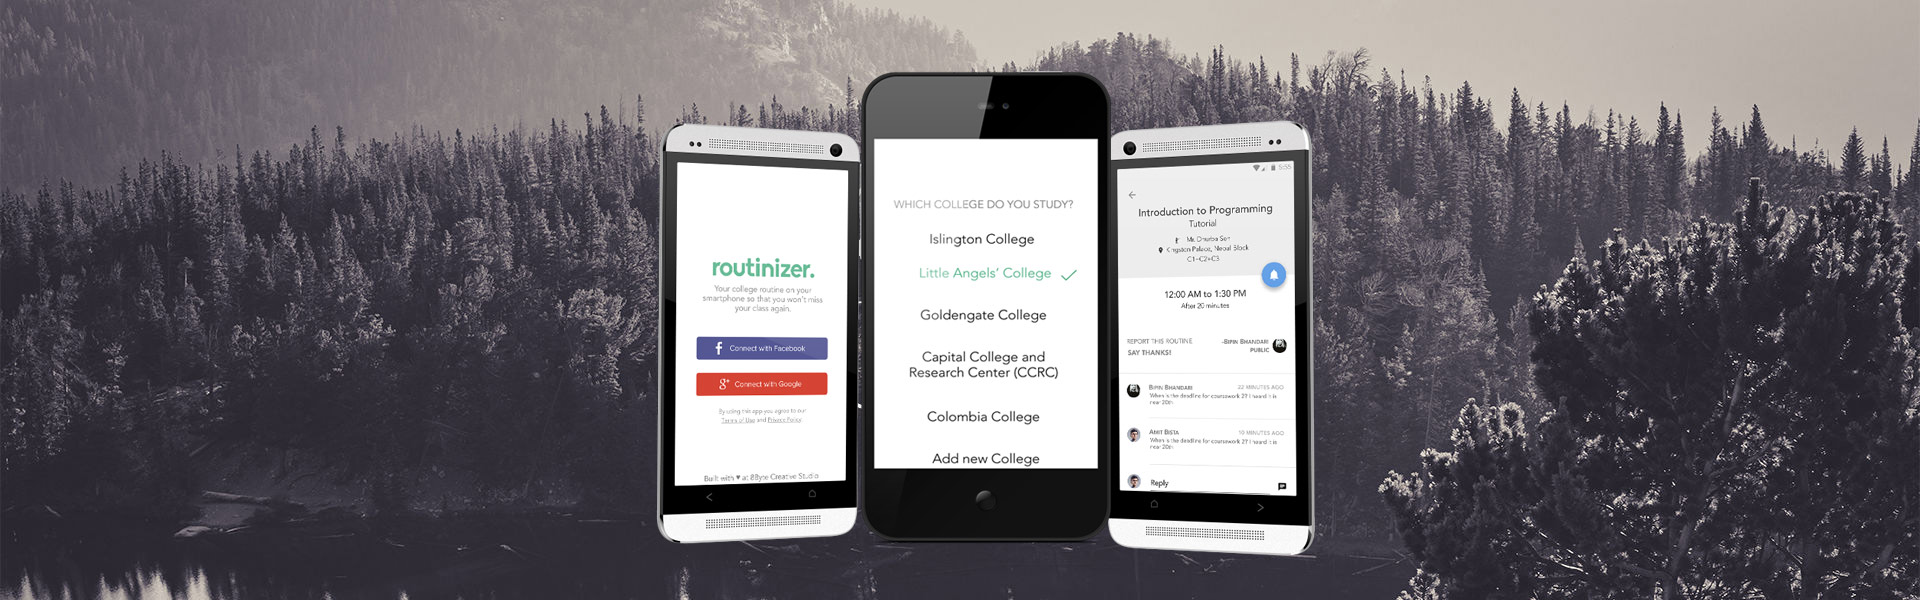 routinizer.
Your college routine on your
smartphone so that you won't miss
your class again.
Connect with Facebook
Connect with Google
By using this app you agree to our
Terms of Use and Privacy Policy.
Built with ♥ at 8Byte Creative Studio
WHICH COLLEGE DO YOU STUDY?
Islington College
Little Angels' College
Goldengate College
Capital College and
Research Center (CCRC)
Colombia College
Add new College
5:55
Introduction to Programming
Tutorial
Mr. Dhurba Sen
Kingston Palace, Nepal Block
C1-C2+C3
12:00 AM to 1:30 PM
After 20 minutes
REPORT THIS ROUTINE
SAY THANKS!
-BIPIN BHANDARI
PUBLIC
BIPIN BHANDARI 22 MINUTES AGO
When is the deadline for coursework 2? I heard it is
near 20th.
AMIT BISTA 10 MINUTES AGO
When is the deadline for coursework 2? I heard it is
near 20th.
Reply